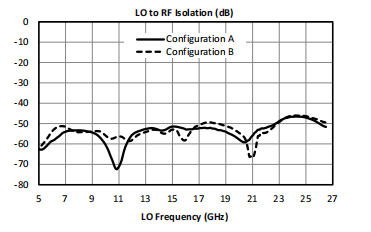 LO to RF Isolation (dB)
0
-10
-20
-30
-40
-50
-60
-70
-80
Configuration A
Configuration B
5 7 9 11 13 15 17 19 21 23 25 27
LO Frequency (GHz)